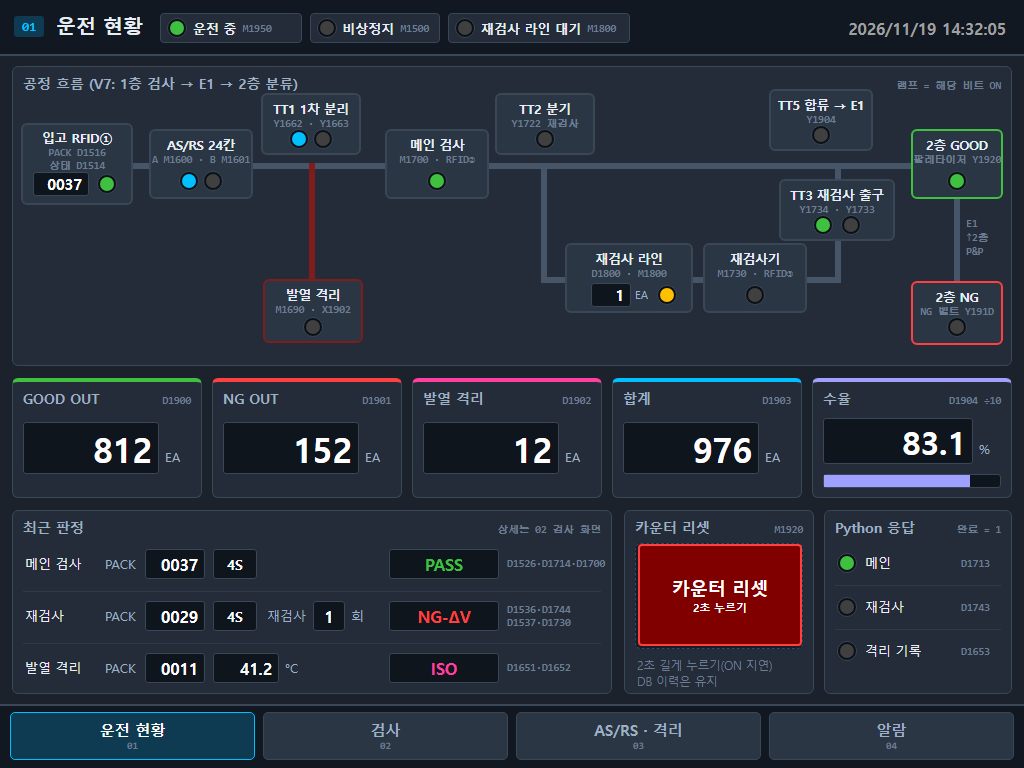 01 운전 현황
운전 중 M1950
비상정지 M1500
재검사 라인 대기 M1800
2026/11/19 14:32:05
공정 흐름 (V7: 1층 검사 → E1 → 2층 분류)
램프 = 해당 비트 ON
입고 RFID①
PACK D1516
상태 D1514
0037
AS/RS 24칸
A M1600 · B M1601
TT1 1차 분리
Y1662 · Y1663
메인 검사
M1700 · RFID②
TT2 분기
Y1722 재검사
TT5 합류 → E1
Y1904
2층 GOOD
팔레타이저 Y1920
TT3 재검사 출구
Y1734 · Y1733
E1
↑2층
P&P
재검사 라인
D1800 · M1800
1 EA
재검사기
발열 격리
M1690 · X1902
2층 NG
NG 벨트 Y191D
GOOD OUT D1900
812 EA
NG OUT D1901
152 EA
발열 격리 D1902
12 EA
합계 D1903
976 EA
수율 D1904 ÷10
83.1 %
최근 판정
상세는 02 검사 화면
메인 검사 PACK 0037 4S PASS D1526·D1714·D1700
재검사 PACK 0029 4S 재검사 1 회 NG-ΔV D1536·D1744
D1537·D1730
발열 격리 PACK 0011 41.2 °C ISO D1651·D1652
카운터 리셋 M1920
카운터 리셋
2초 누르기
2초 길게 누르기(ON 지연)
DB 이력은 유지
Python 응답 완료 = 1
메인 D1713
재검사 D1743
격리 기록 D1653
운전 현황
01
검사
02
AS/RS · 격리
03
알람
04